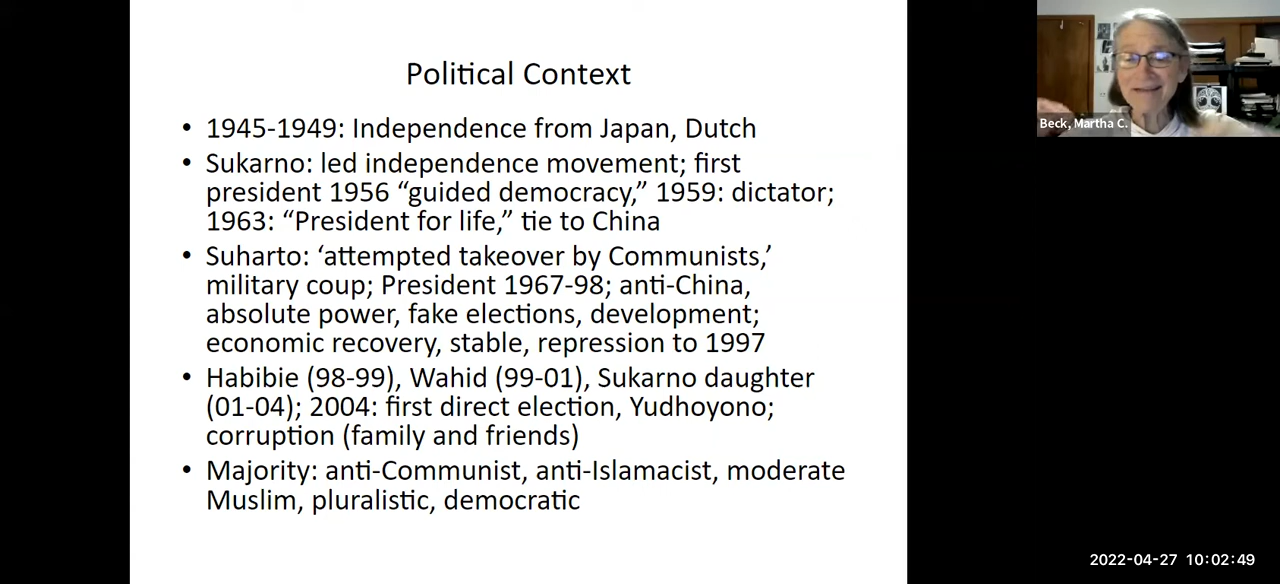 Political Context
• 1945-1949: Independence from Japan, Dutch
• Sukarno: led independence movement; first
president 1956 “guided democracy,” 1959: dictator;
1963: “President for life,” tie to China
• Suharto: ‘attempted takeover by Communists,’
military coup; President 1967-98; anti-China,
absolute power, fake elections, development;
economic recovery, stable, repression to 1997
• Habibie (98-99), Wahid (99-01), Sukarno daughter
(01-04); 2004: first direct election, Yudhoyono;
corruption (family and friends)
• Majority: anti-Communist, anti-Islamacist, moderate
Muslim, pluralistic, democratic
Beck, Martha C.
2022-04-27 10:02:49